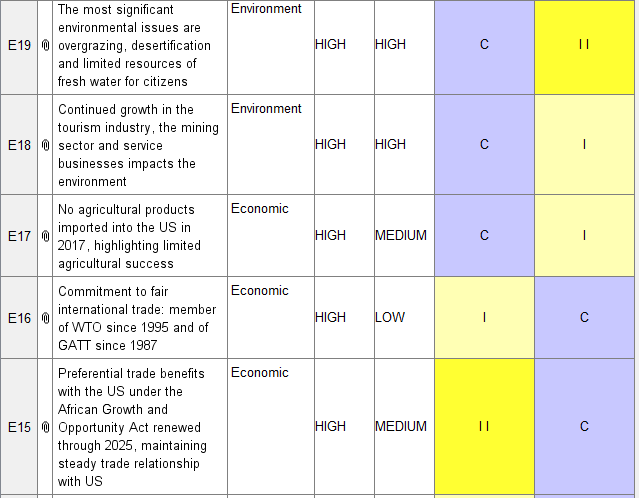 E19
The most significant
environmental issues are
overgrazing, desertification
and limited resources of
fresh water for citizens
Environment
HIGH
HIGH
C
I I
E18
Continued growth in the
tourism industry, the mining
sector and service
businesses impacts the
environment
Environment
HIGH
HIGH
C
I
E17
No agricultural products
imported into the US in
2017, highlighting limited
agricultural success
Economic
HIGH
MEDIUM
C
I
E16
Commitment to fair
international trade: member
of WTO since 1995 and of
GATT since 1987
Economic
HIGH
LOW
I
C
E15
Preferential trade benefits
with the US under the
African Growth and
Opportunity Act renewed
through 2025, maintaining
steady trade relationship
with US
Economic
HIGH
MEDIUM
I I
C